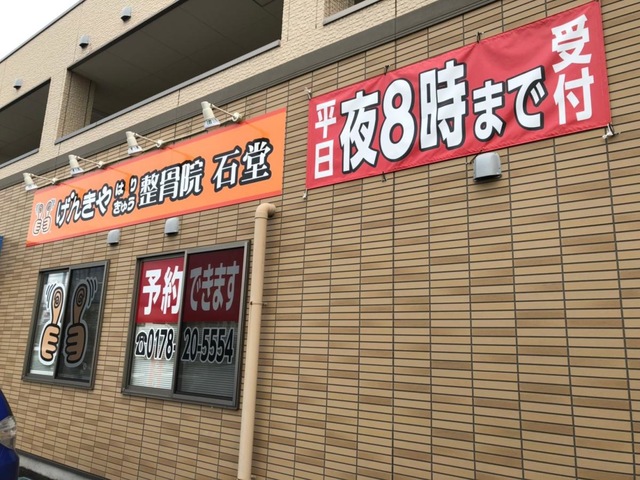 げんきや はり きゅう 整骨院 石堂
平日 夜8時まで 受付
予約できます
☎0178-20-5554